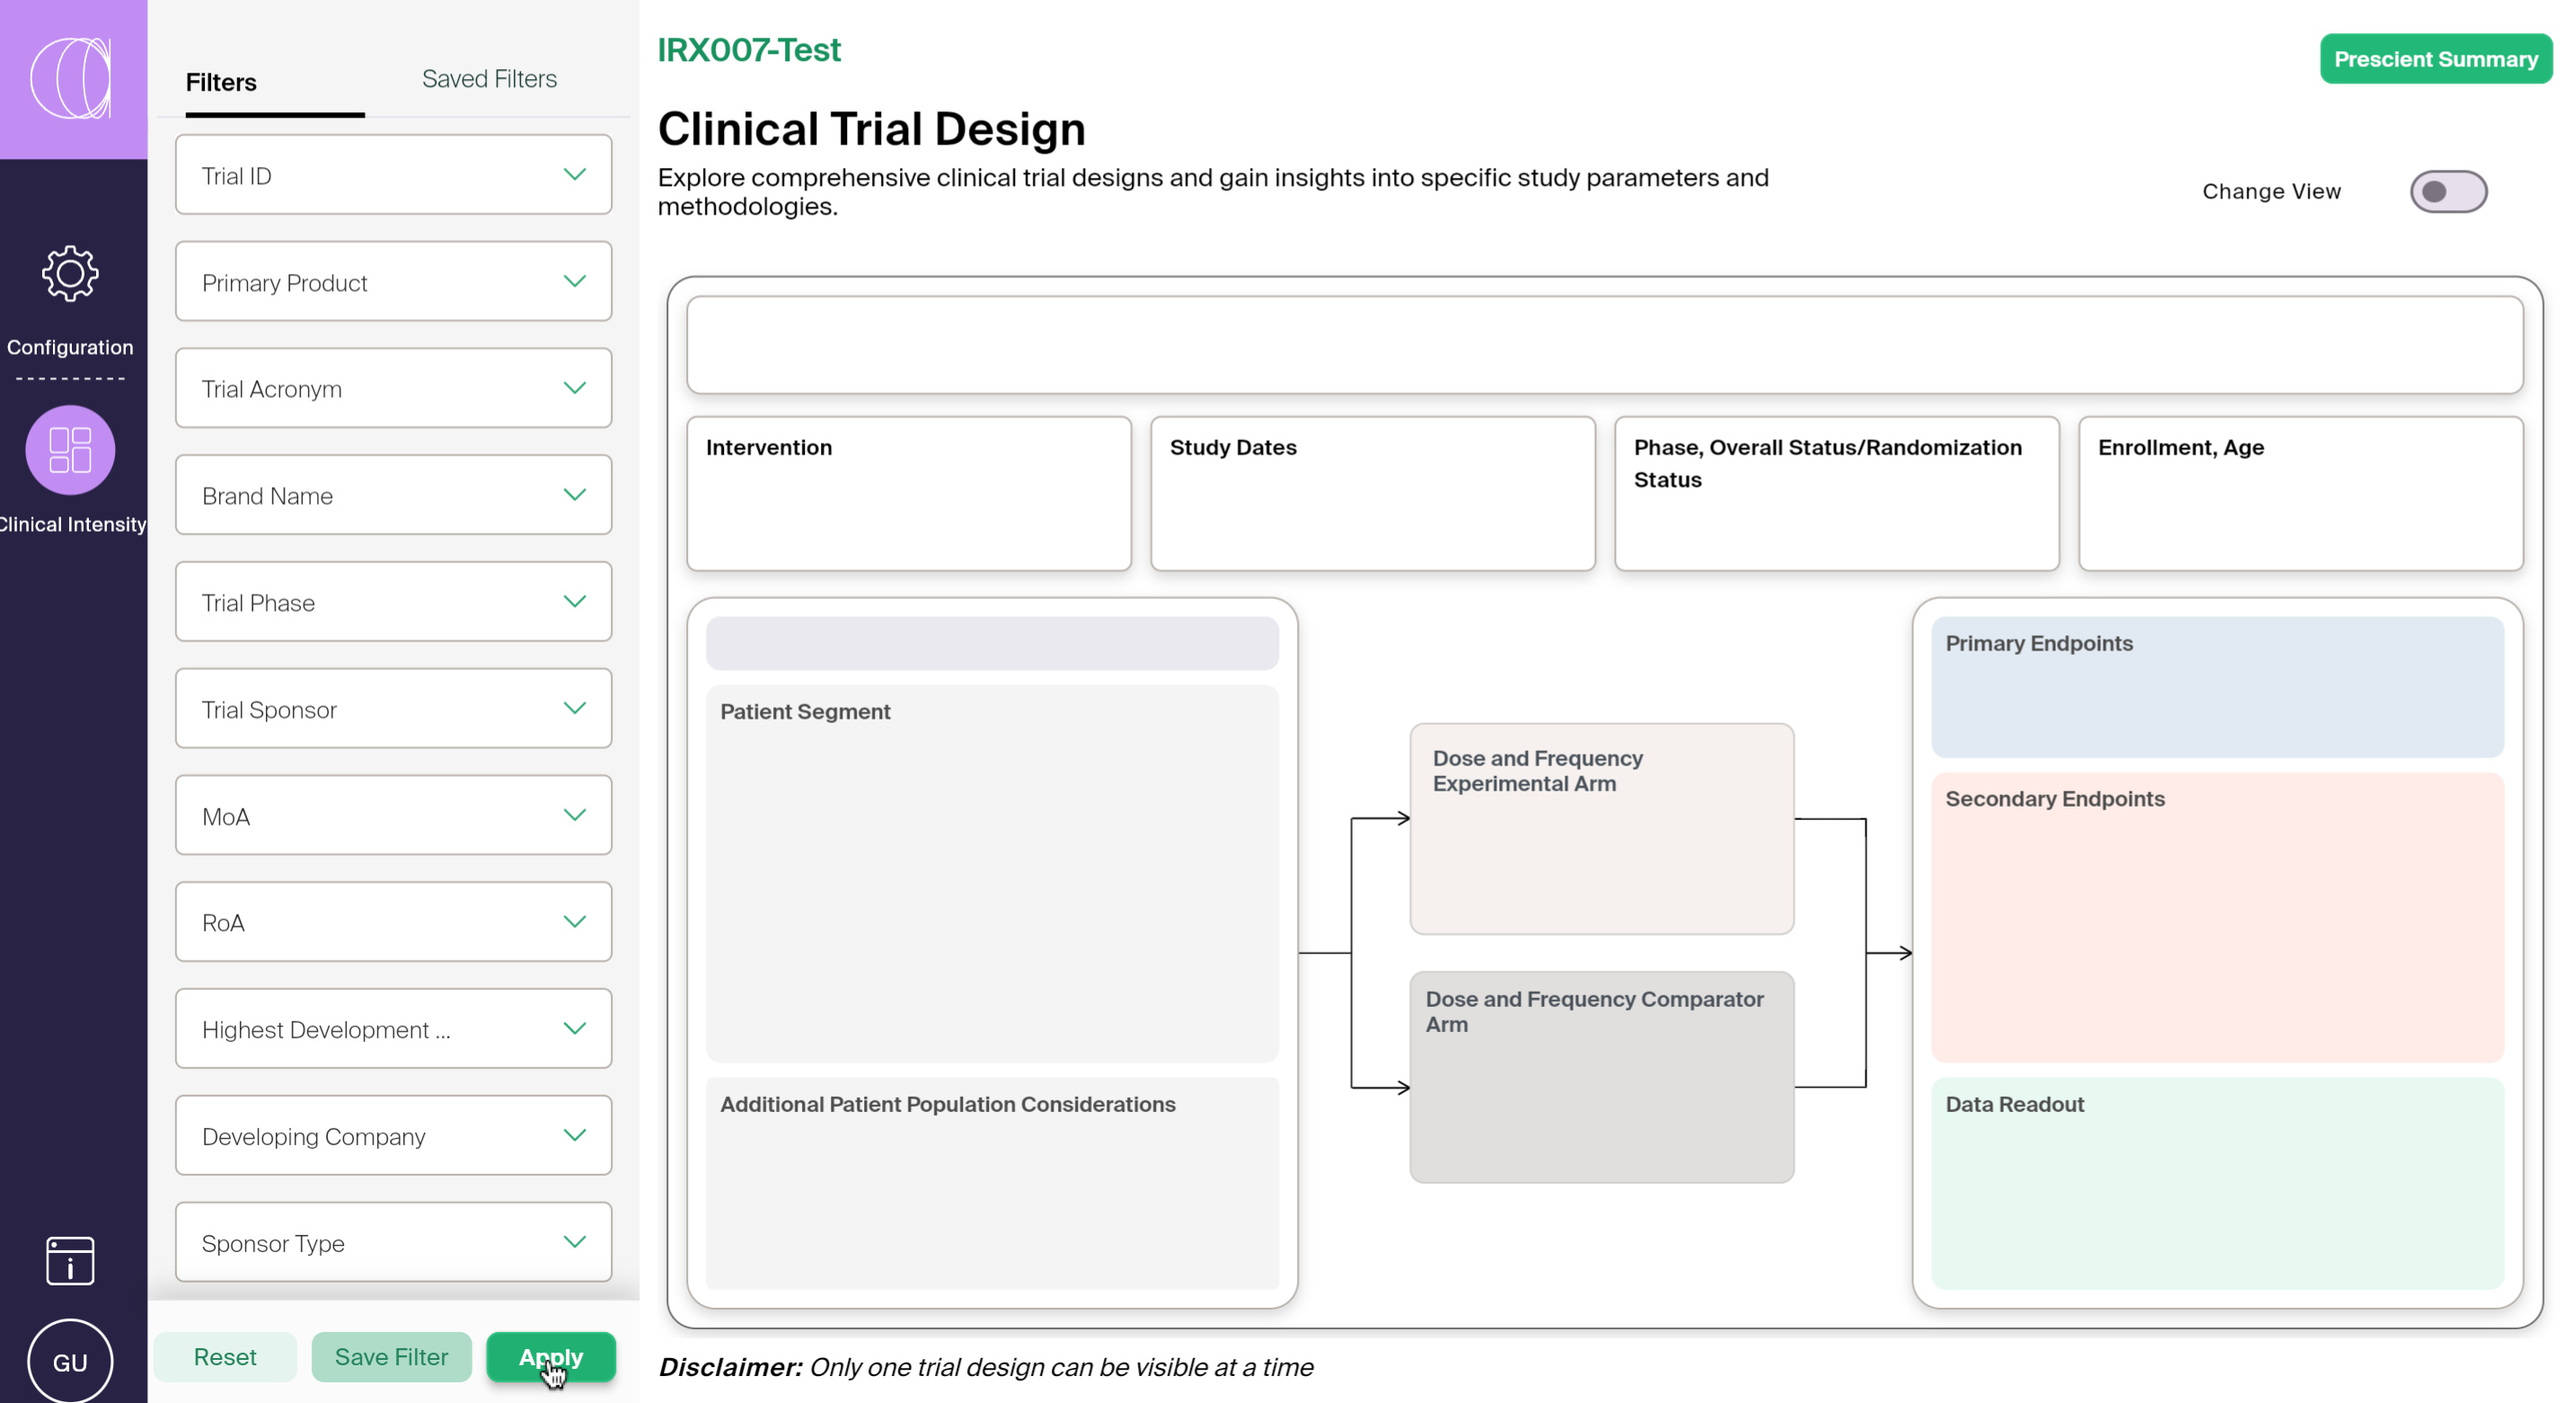 Configuration
Clinical Intensity
GU
Filters
Saved Filters
Trial ID
Primary Product
Trial Acronym
Brand Name
Trial Phase
Trial Sponsor
MoA
RoA
Highest Development ...
Developing Company
Sponsor Type
Reset
Save Filter
Apply
IRX007-Test
Prescient Summary
Clinical Trial Design
Explore comprehensive clinical trial designs and gain insights into specific study parameters and
methodologies.
Change View
Intervention
Study Dates
Phase, Overall Status/Randomization
Status
Enrollment, Age
Patient Segment
Additional Patient Population Considerations
Dose and Frequency
Experimental Arm
Dose and Frequency Comparator
Arm
Primary Endpoints
Secondary Endpoints
Data Readout
Disclaimer: Only one trial design can be visible at a time